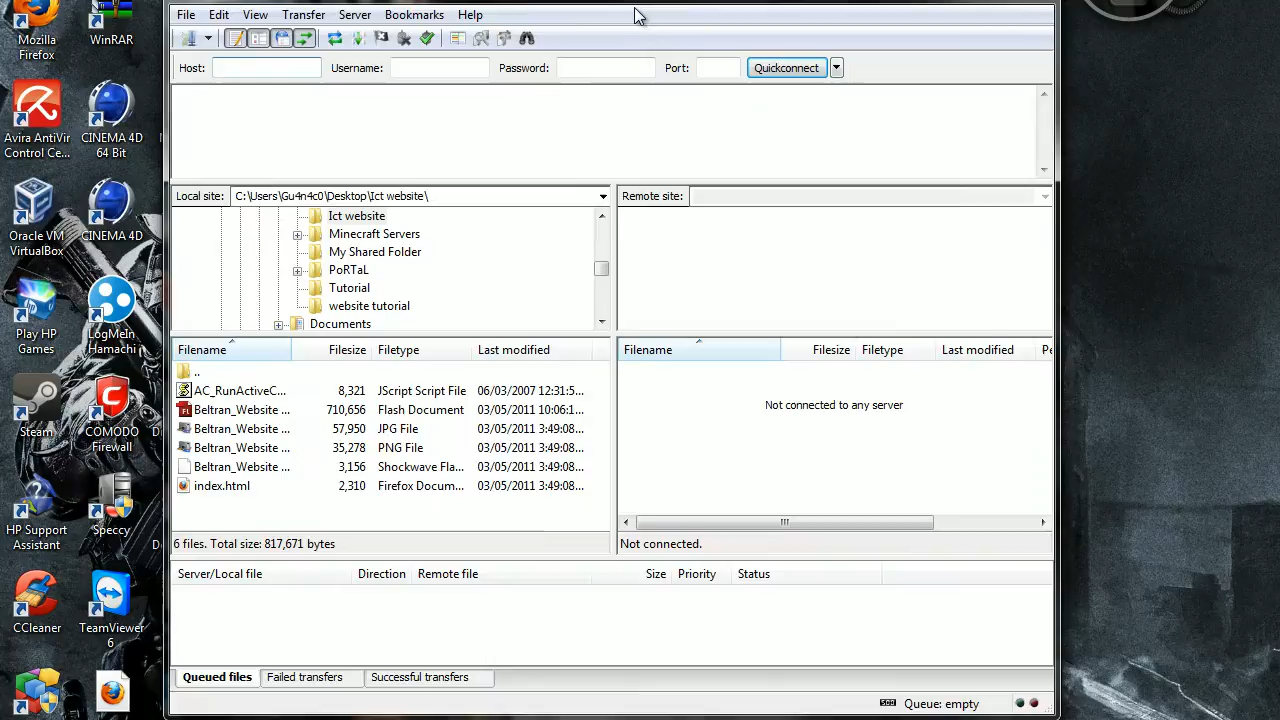 File Edit View Transfer Server Bookmarks Help
Host: Username: Password: Port: Quickconnect
Local site: C:\Users\Gu4n4c0\Desktop\Ict website\
Remote site:
Ict website
Minecraft Servers
My Shared Folder
PoRTaL
Tutorial
website tutorial
Documents
Filename Filesize Filetype Last modified
..
AC_RunActiveC... 8,321 JScript Script File 06/03/2007 12:31:5...
Beltran_Website ... 710,656 Flash Document 03/05/2011 10:06:1...
Beltran_Website ... 57,950 JPG File 03/05/2011 3:49:08...
Beltran_Website ... 35,278 PNG File 03/05/2011 3:49:08...
Beltran_Website ... 3,156 Shockwave Fla... 03/05/2011 3:49:08...
index.html 2,310 Firefox Docum... 03/05/2011 3:49:08...
6 files. Total size: 817,671 bytes
Filename Filesize Filetype Last modified Pe
Not connected to any server
Not connected.
Server/Local file Direction Remote file Size Priority Status
Queued files Failed transfers Successful transfers
Queue: empty
Mozilla
Firefox
WinRAR
Avira AntiVir
Control Ce...
CINEMA 4D
64 Bit
Oracle VM
VirtualBox
CINEMA 4D
Play HP
Games
LogMeIn
Hamachi
Steam
COMODO
Firewall
HP Support
Assistant
Speccy
CCleaner
TeamViewer
6